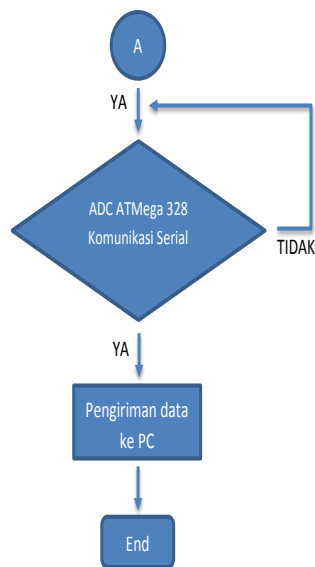 A
YA
ADC ATMega 328
Komunikasi Serial
TIDAK
YA
Pengiriman data
ke PC
End